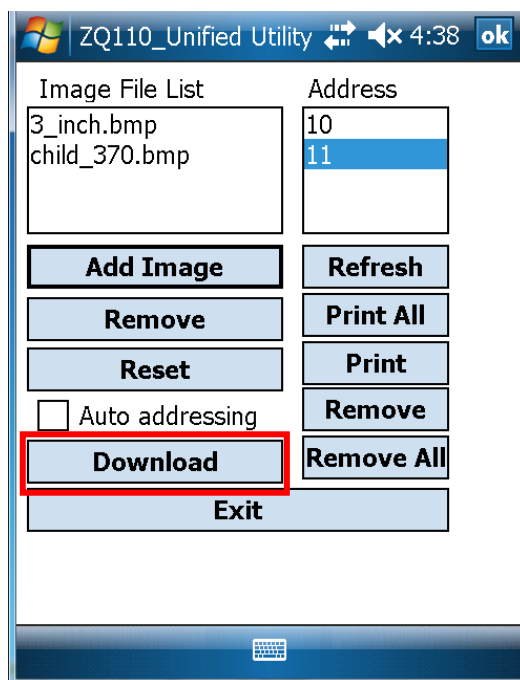 ZQ110_Unified Utility 4:38 ok
Image File List
3_inch.bmp
child_370.bmp
Address
10
11
Add Image
Remove
Reset
Auto addressing
Download
Refresh
Print All
Print
Remove
Remove All
Exit